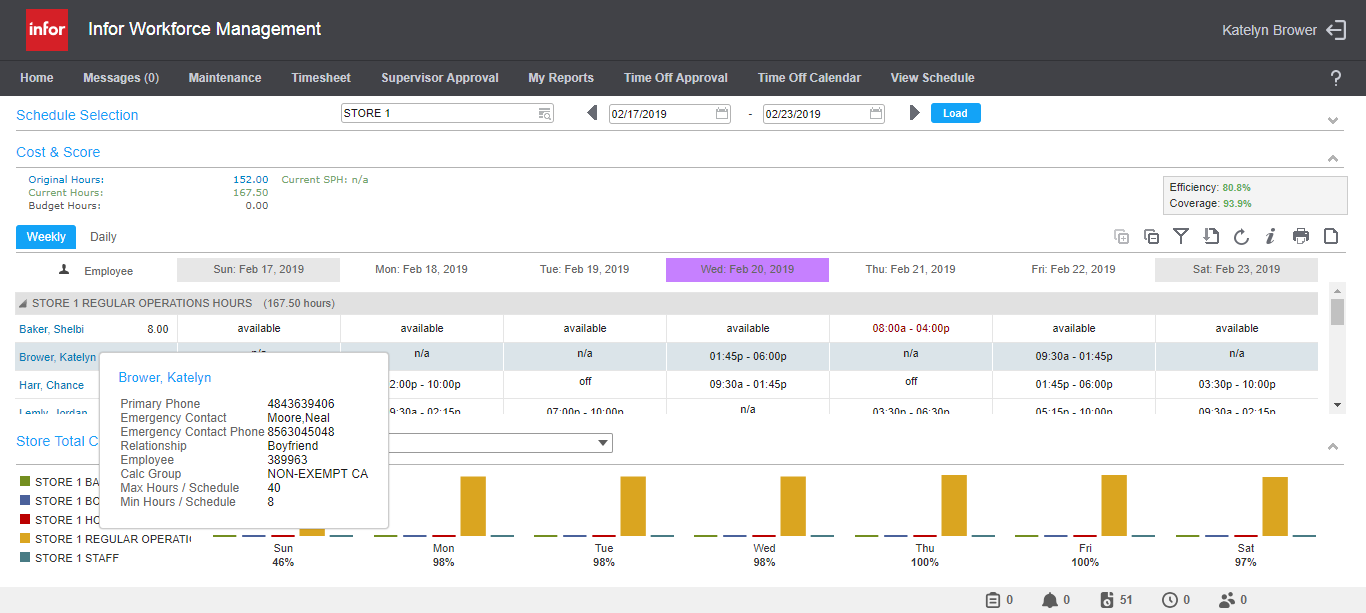 infor Infor Workforce Management Katelyn Brower
Home Messages (0) Maintenance Timesheet Supervisor Approval My Reports Time Off Approval Time Off Calendar View Schedule ?
Schedule Selection STORE 1 02/17/2019 - 02/23/2019 Load
Cost & Score
Original Hours: 152.00 Current SPH: n/a
Current Hours: 167.50
Budget Hours: 0.00
Efficiency: 80.8%
Coverage: 93.9%
Weekly Daily
Employee Sun: Feb 17, 2019 Mon: Feb 18, 2019 Tue: Feb 19, 2019 Wed: Feb 20, 2019 Thu: Feb 21, 2019 Fri: Feb 22, 2019 Sat: Feb 23, 2019
STORE 1 REGULAR OPERATIONS HOURS (167.50 hours)
Baker, Shelbi 8.00 available available available available 08:00a - 04:00p available available
Brower, Katelyn n/a n/a n/a 01:45p - 06:00p n/a 09:30a - 01:45p n/a
Harr, Chance 2:00p - 10:00p off 09:30a - 01:45p off 01:45p - 06:00p 03:30p - 10:00p
Lemly, Jordan 9:30a - 02:15p 07:00p - 10:00p n/a 03:30p - 06:30p 05:15p - 10:00p 09:30a - 02:15p
Brower, Katelyn
Primary Phone 4843639406
Emergency Contact Moore,Neal
Emergency Contact Phone 8563045048
Relationship Boyfriend
Employee 389963
Calc Group NON-EXEMPT CA
Max Hours / Schedule 40
Min Hours / Schedule 8
Store Total C
STORE 1 BA
STORE 1 BO
STORE 1 HO
STORE 1 REGULAR OPERATI
STORE 1 STAFF
Sun Mon Tue Wed Thu Fri Sat
46% 98% 98% 98% 100% 100% 97%
0 0 51 0 0